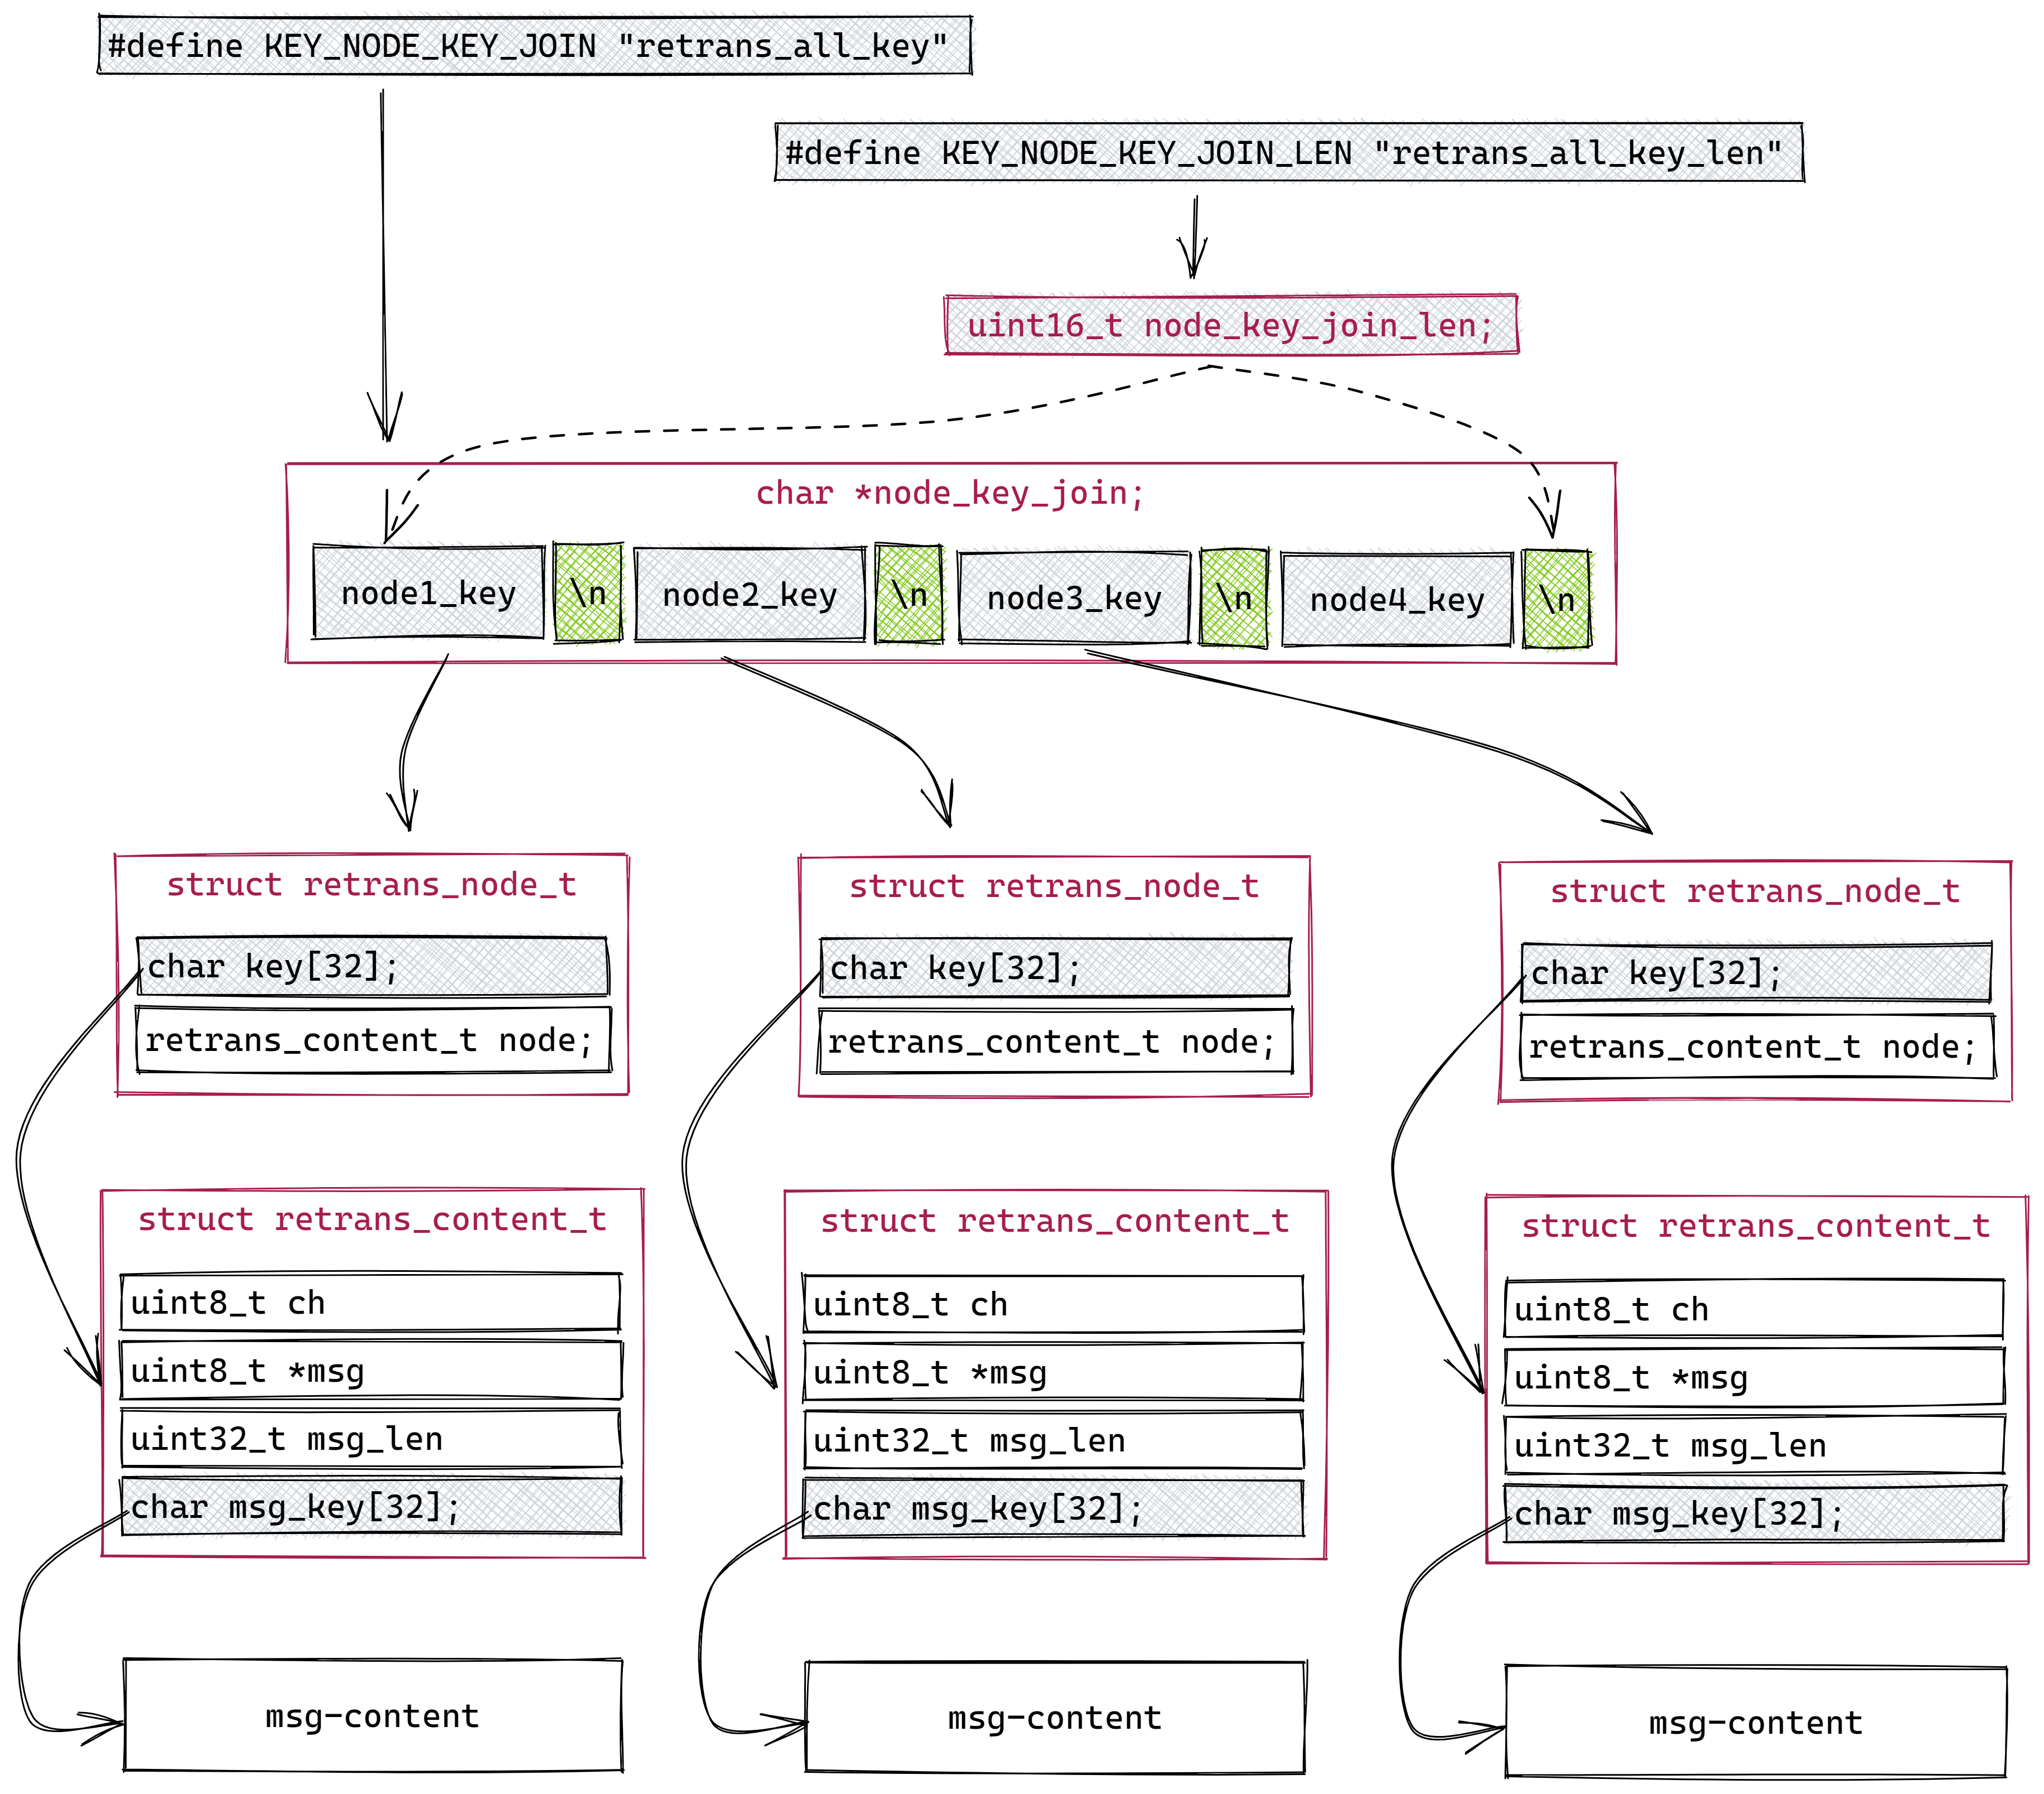 #define KEY_NODE_KEY_JOIN "retrans_all_key"
#define KEY_NODE_KEY_JOIN_LEN "retrans_all_key_len"
uint16_t node_key_join_len;
char *node_key_join;
node1_key \n node2_key \n node3_key \n node4_key \n
struct retrans_node_t
char key[32];
retrans_content_t node;
struct retrans_node_t
char key[32];
retrans_content_t node;
struct retrans_node_t
char key[32];
retrans_content_t node;
struct retrans_content_t
uint8_t ch
uint8_t *msg
uint32_t msg_len
char msg_key[32];
struct retrans_content_t
uint8_t ch
uint8_t *msg
uint32_t msg_len
char msg_key[32];
struct retrans_content_t
uint8_t ch
uint8_t *msg
uint32_t msg_len
char msg_key[32];
msg-content
msg-content
msg-content